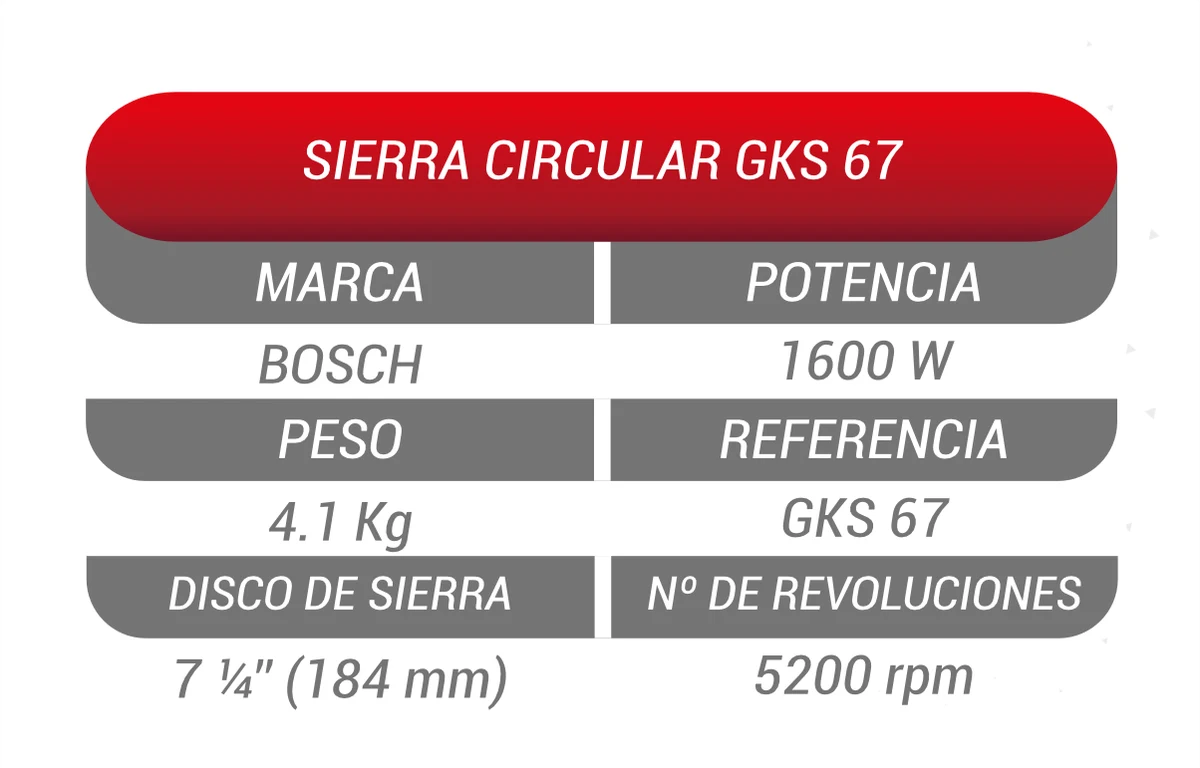 SIERRA CIRCULAR GKS 67
MARCA
POTENCIA
BOSCH
1600 W
PESO
REFERENCIA
4.1 Kg
GKS 67
DISCO DE SIERRA
Nº DE REVOLUCIONES
7 ¼" (184 mm)
5200 rpm